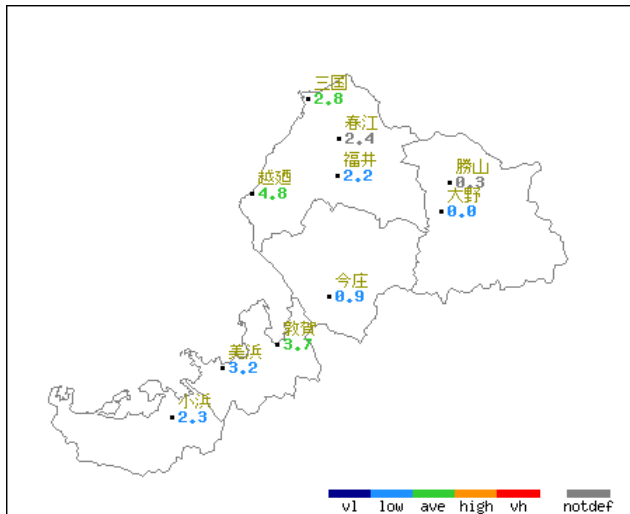 三国
2.8
春江
2.4
福井
2.2
越廼
4.8
勝山
0.3
大野
0.0
今庄
0.9
敦賀
3.7
美浜
3.2
小浜
2.3
vl low ave high vh notdef